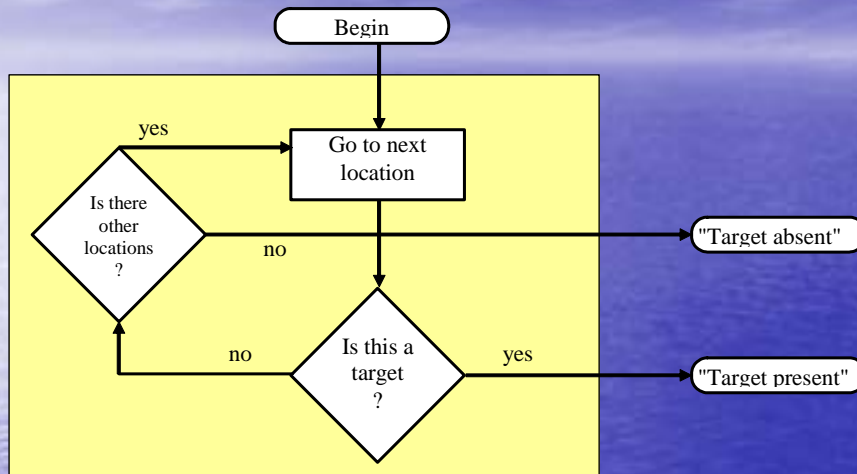 Begin
yes
Go to next
location
Is there
other
locations
?
no
"Target absent"
no
Is this a
target
?
yes
"Target present"